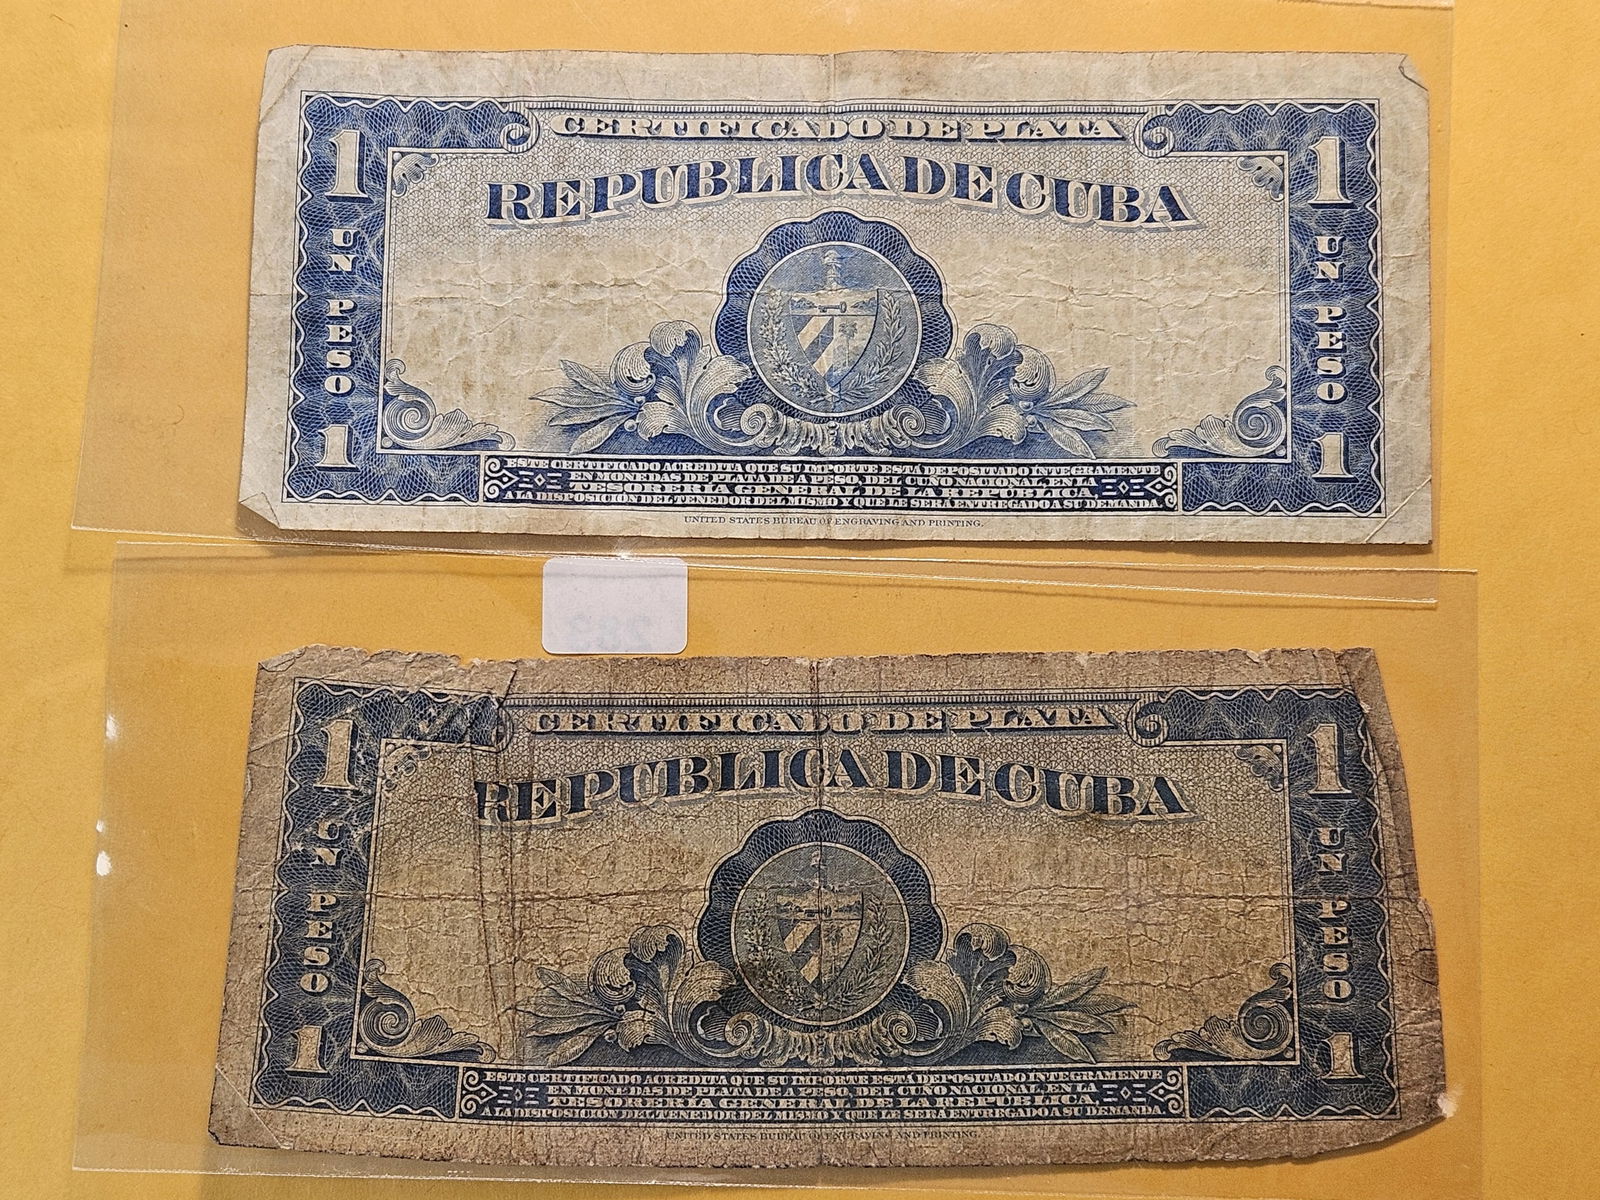 CERTIFICADO DE PLATA
REPUBLICA DE CUBA
1
UN PESO
1
1
UN PESO
1
ESTE CERTIFICADO ACREDITA QUE SU IMPORTE ESTÁ DEPOSITADO INTEGRAMENTE
EN MONEDAS DE PLATA DE A PESO, DEL CUÑO NACIONAL, EN LA
TESORERIA GENERAL DE LA REPUBLICA
A LA DISPOSICIÓN DEL TENEDOR DEL MISMO Y QUE LE SERÁ ENTREGADO A SU DEMANDA.
UNITED STATES BUREAU OF ENGRAVING AND PRINTING.
CERTIFICADO DE PLATA
REPUBLICA DE CUBA
1
UN PESO
1
1
UN PESO
1
ESTE CERTIFICADO ACREDITA QUE SU IMPORTE ESTÁ DEPOSITADO INTEGRAMENTE
EN MONEDAS DE PLATA DE A PESO, DEL CUÑO NACIONAL, EN LA
TESORERIA GENERAL DE LA REPUBLICA
A LA DISPOSICIÓN DEL TENEDOR DEL MISMO Y QUE LE SERÁ ENTREGADO A SU DEMANDA.
UNITED STATES BUREAU OF ENGRAVING AND PRINTING.